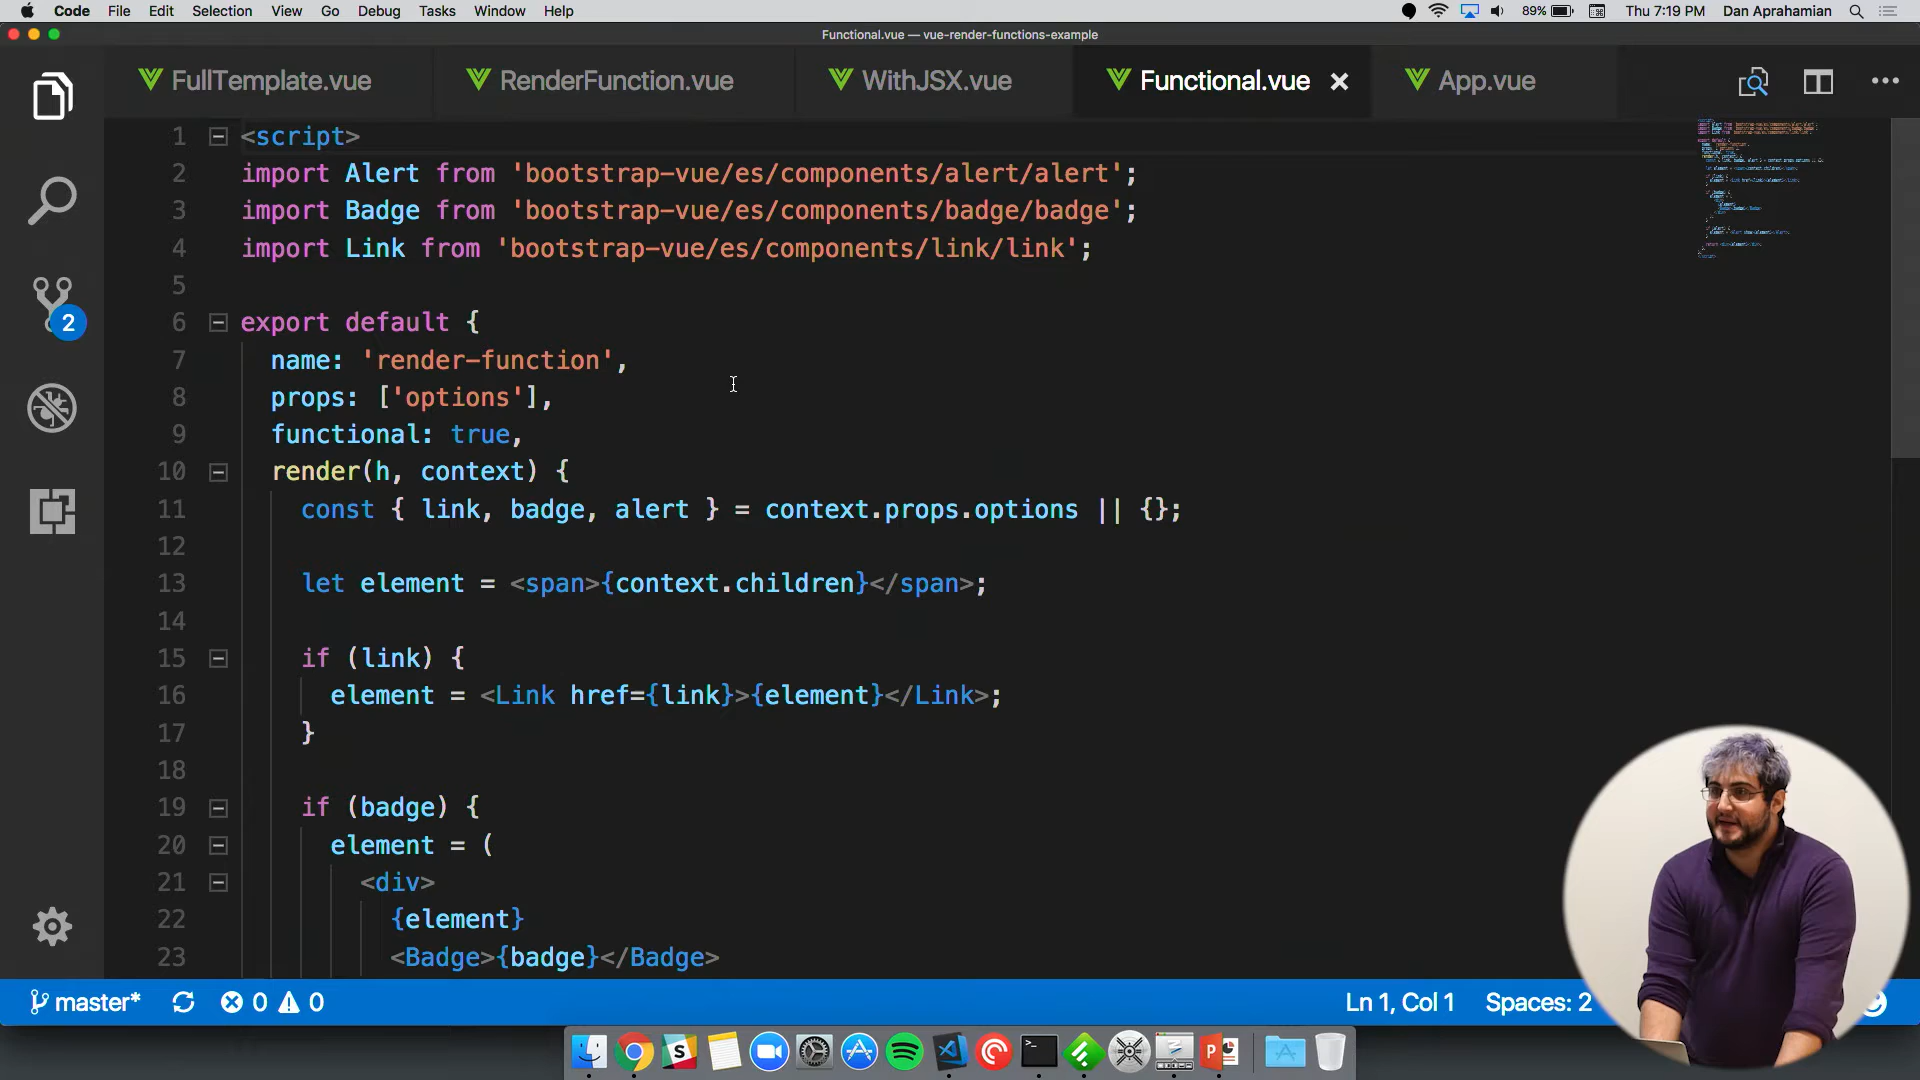 Code File Edit Selection View Go Debug Tasks Window Help 89% Thu 7:19 PM Dan Aprahamian
Functional.vue — vue-render-functions-example
FullTemplate.vue RenderFunction.vue WithJSX.vue Functional.vue App.vue
1 <script>
2 import Alert from 'bootstrap-vue/es/components/alert/alert';
3 import Badge from 'bootstrap-vue/es/components/badge/badge';
4 import Link from 'bootstrap-vue/es/components/link/link';
5
6 export default {
7 name: 'render-function',
8 props: ['options'],
9 functional: true,
10 render(h, context) {
11 const { link, badge, alert } = context.props.options || {};
12
13 let element = <span>{context.children}</span>;
14
15 if (link) {
16 element = <Link href={link}>{element}</Link>;
17 }
18
19 if (badge) {
20 element = (
21 <div>
22 {element}
23 <Badge>{badge}</Badge>
2
master* 0 0 Ln 1, Col 1 Spaces: 2